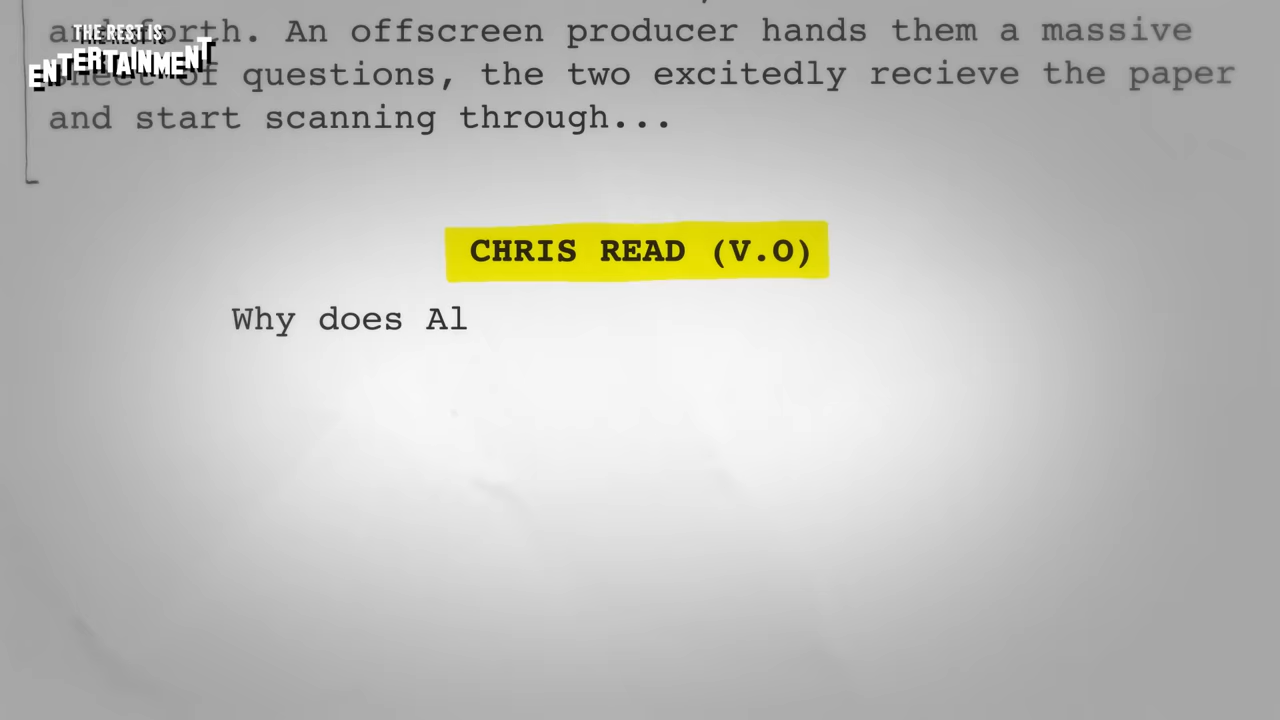 THE REST IS
ENTERTAINMENT
and forth. An offscreen producer hands them a massive
sheet of questions, the two excitedly recieve the paper
and start scanning through...
CHRIS READ (V.O)
Why does Al